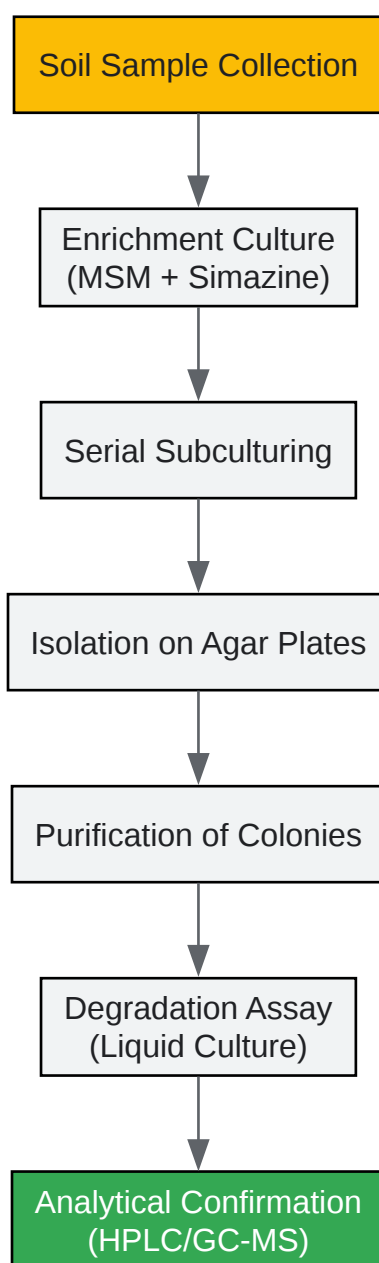 Soil Sample Collection
Enrichment Culture
(MSM + Simazine)
Serial Subculturing
Isolation on Agar Plates
Purification of Colonies
Degradation Assay
(Liquid Culture)
Analytical Confirmation
(HPLC/GC-MS)